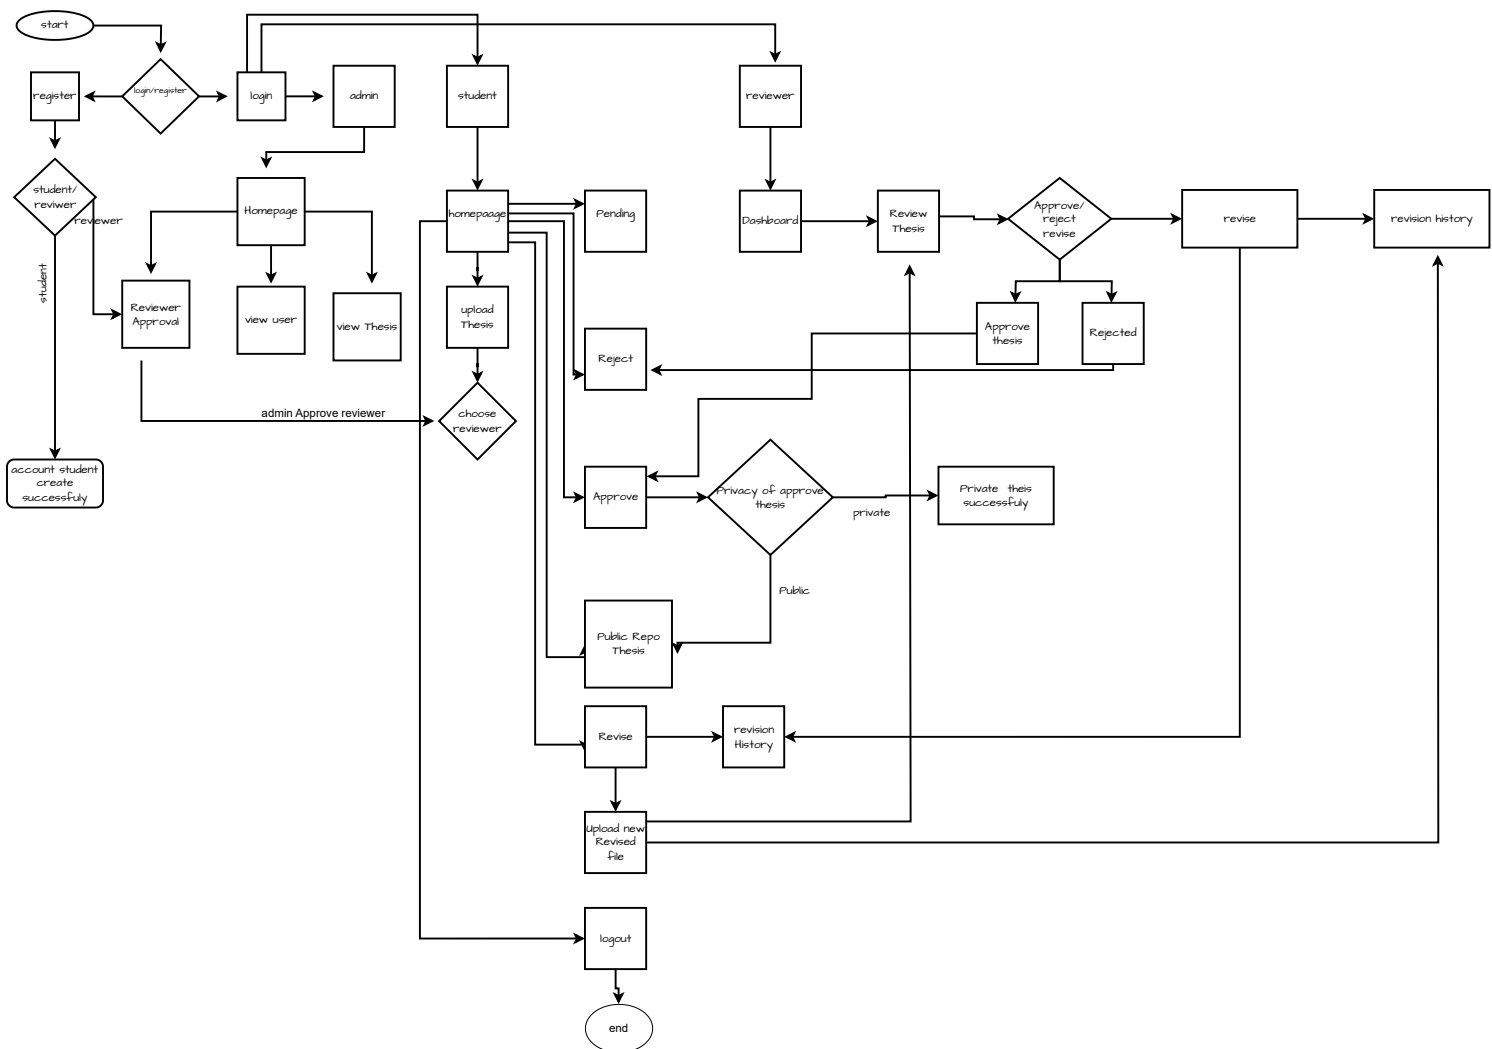 start
login/register
register
login
admin
student
reviewer
student/
reviwer
reviewer
student
Homepage
homepaage
Pending
Dashboard
Review
Thesis
Approve/
reject
revise
revise
revision history
Reviewer
Approval
view user
view Thesis
upload
Thesis
Reject
Approve
thesis
Rejected
admin Approve reviewer
choose
reviewer
account student
create
successfuly
Approve
Privacy of approve
thesis
private
Private theis
successfuly
Public
Public Repo
Thesis
Revise
revision
History
Upload new
Revised
file
logout
end